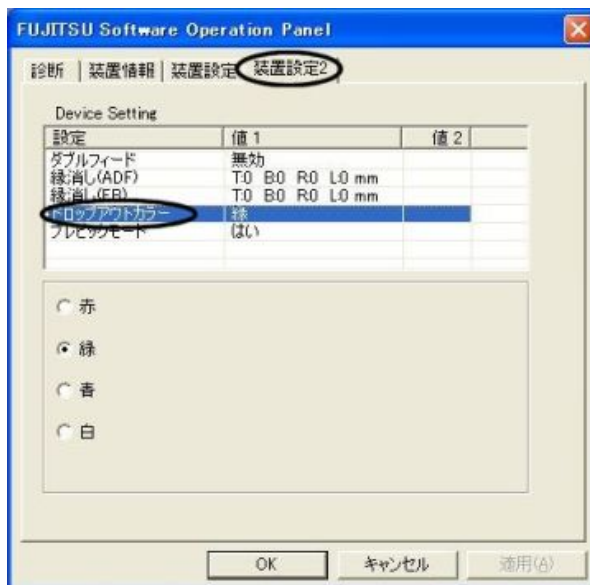 FUJITSU Software Operation Panel
診断 装置情報 装置設定 装置設定2
Device Setting
設定 値 1 値 2
ダブルフィード 無効
縁消し(ADF) T:0 B:0 R:0 L:0 mm
縁消し(FB) T:0 B:0 R:0 L:0 mm
ドロップアウトカラー 緑
プレピックモード はい
赤
緑
青
白
OK キャンセル 適用(A)